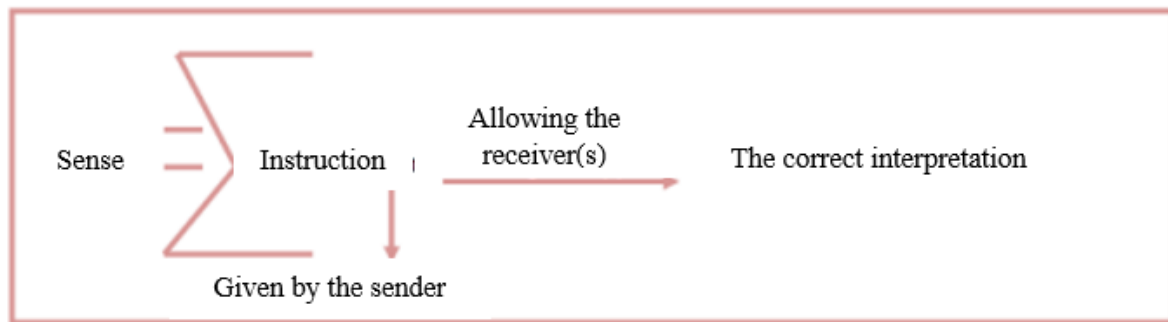 Allowing the
receiver(s)
Sense = ∑ Instruction
The correct interpretation
Given by the sender